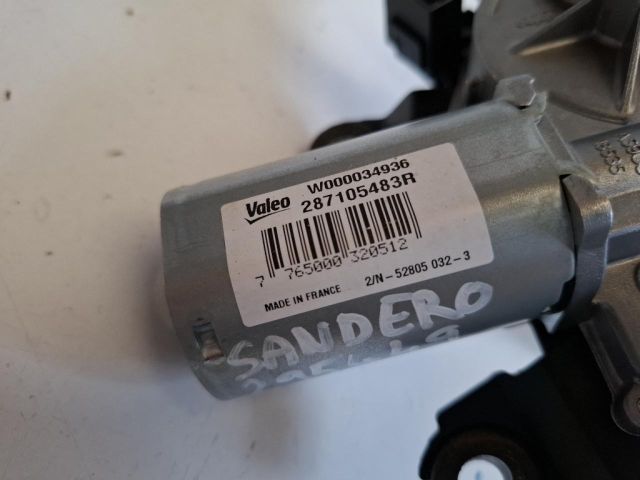 Valeo
W000034936
287105483R
7 765000 320512
MADE IN FRANCE 2/N-52805 032-3
SANDERO